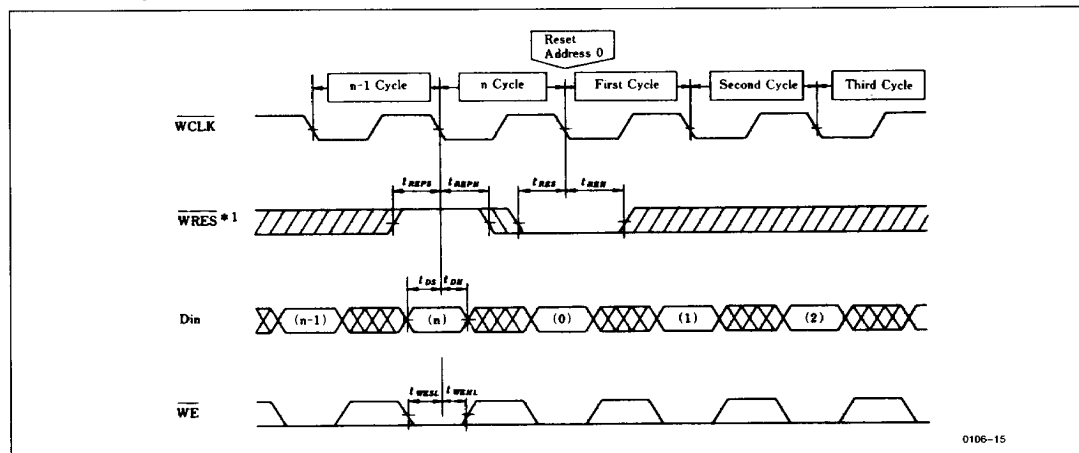 Reset
Address 0
n-1 Cycle n Cycle First Cycle Second Cycle Third Cycle
WCLK
tREPS tREPH tRES tREH
WRES *1
tDS tDH
Din (n-1) (n) (0) (1) (2)
tWESL tWEHL
WE
0106-15